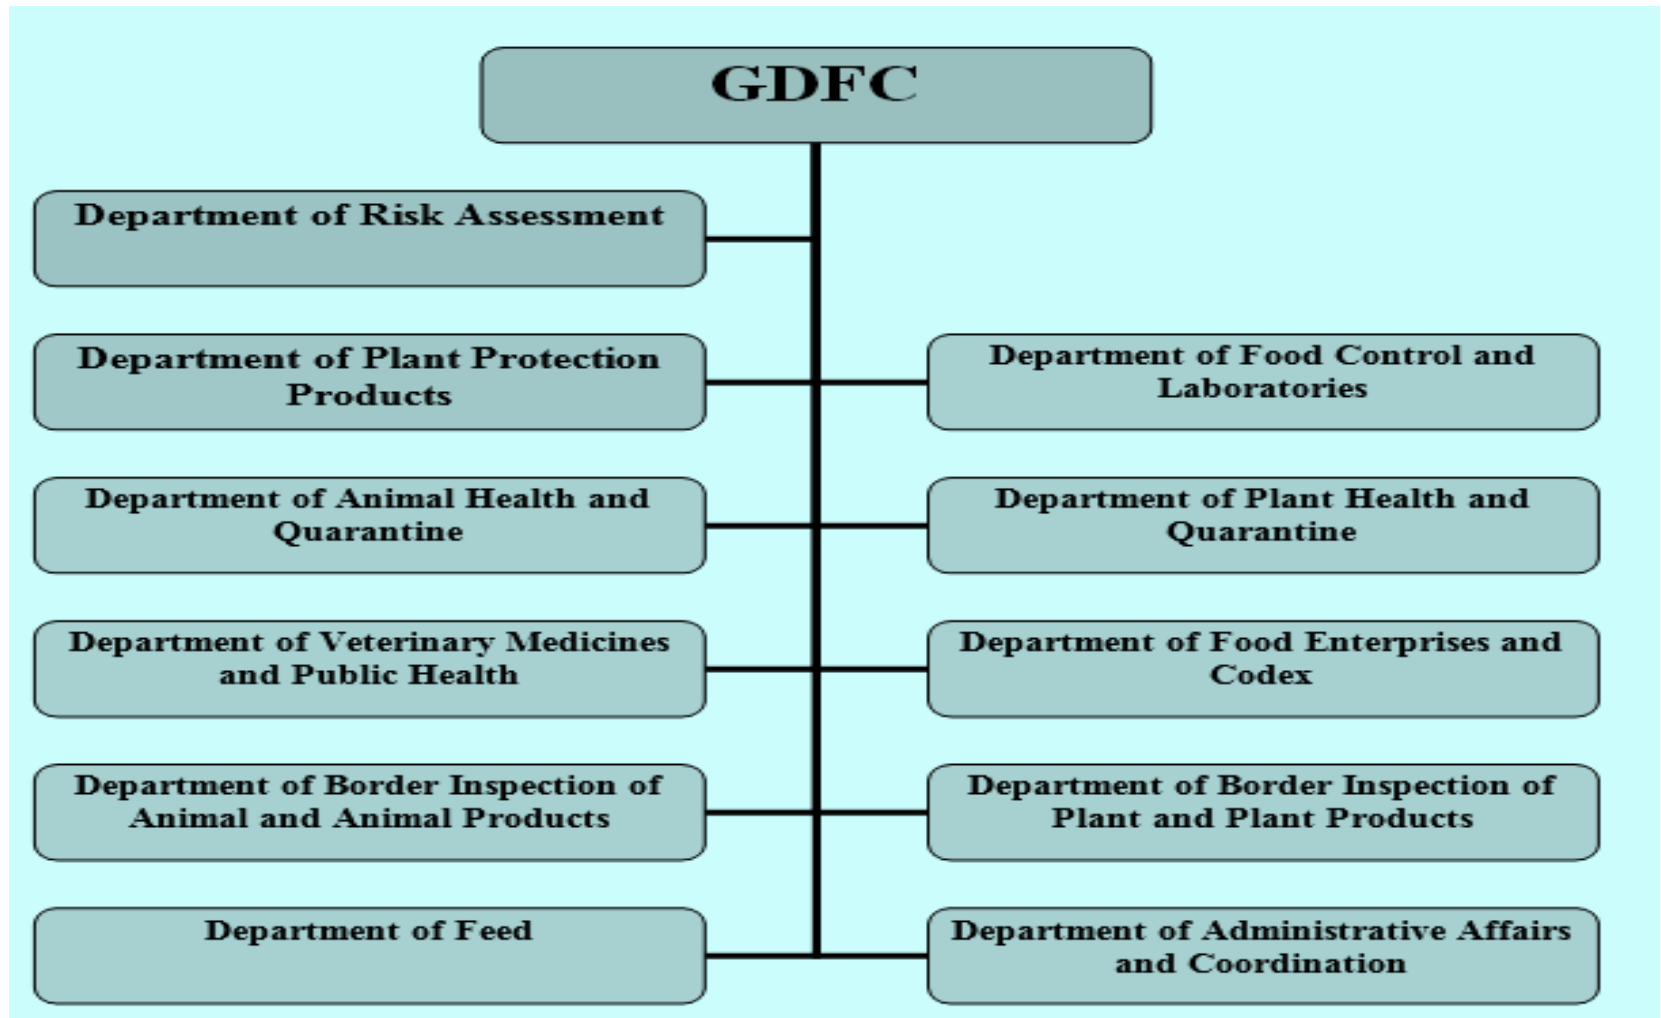 GDFC
Department of Risk Assessment
Department of Plant Protection
Products
Department of Food Control and
Laboratories
Department of Animal Health and
Quarantine
Department of Plant Health and
Quarantine
Department of Veterinary Medicines
and Public Health
Department of Food Enterprises and
Codex
Department of Border Inspection of
Animal and Animal Products
Department of Border Inspection of
Plant and Plant Products
Department of Feed
Department of Administrative Affairs
and Coordination